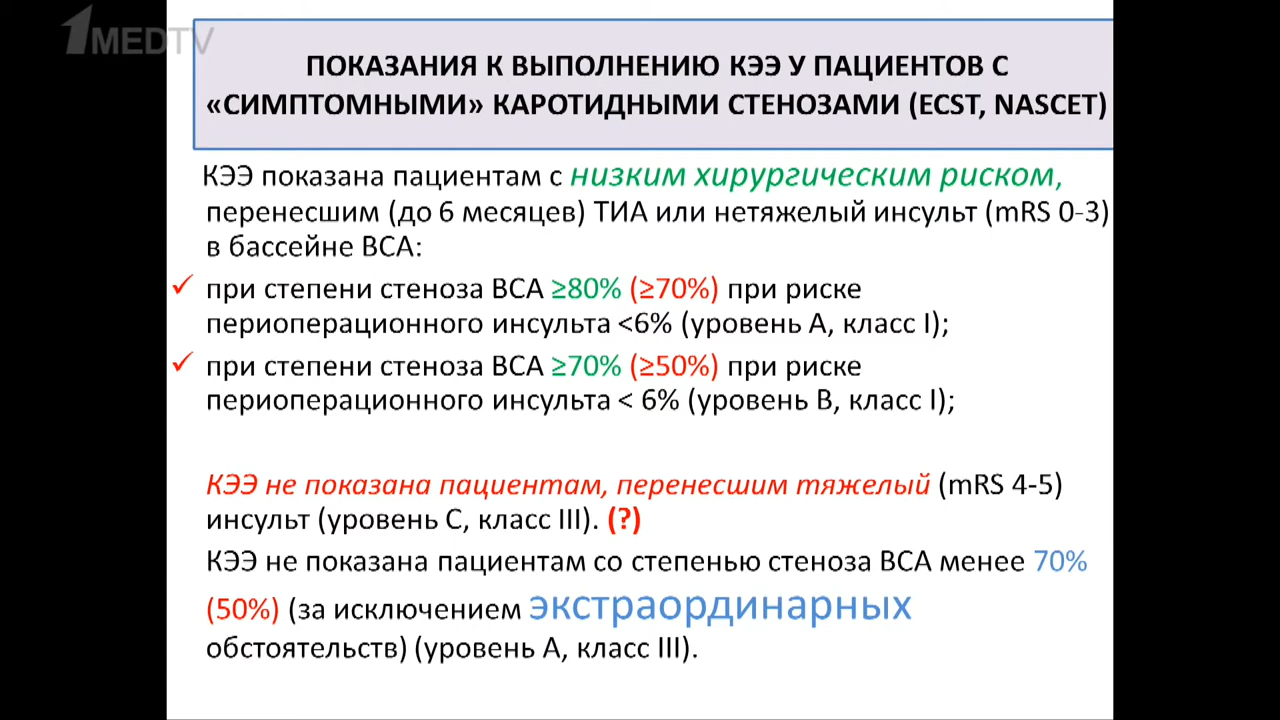 1MEDTV
ПОКАЗАНИЯ К ВЫПОЛНЕНИЮ КЭЭ У ПАЦИЕНТОВ С
«СИМПТОМНЫМИ» КАРОТИДНЫМИ СТЕНОЗАМИ (ECST, NASCET)
КЭЭ показана пациентам с низким хирургическим риском,
перенесшим (до 6 месяцев) ТИА или нетяжелый инсульт (mRS 0-3)
в бассейне ВСА:
✓ при степени стеноза ВСА ≥80% (≥70%) при риске
периоперационного инсульта <6% (уровень А, класс I);
✓ при степени стеноза ВСА ≥70% (≥50%) при риске
периоперационного инсульта < 6% (уровень В, класс I);
КЭЭ не показана пациентам, перенесшим тяжелый (mRS 4-5)
инсульт (уровень С, класс III). (?)
КЭЭ не показана пациентам со степенью стеноза ВСА менее 70%
(50%) (за исключением экстраординарных
обстоятельств) (уровень А, класс III).